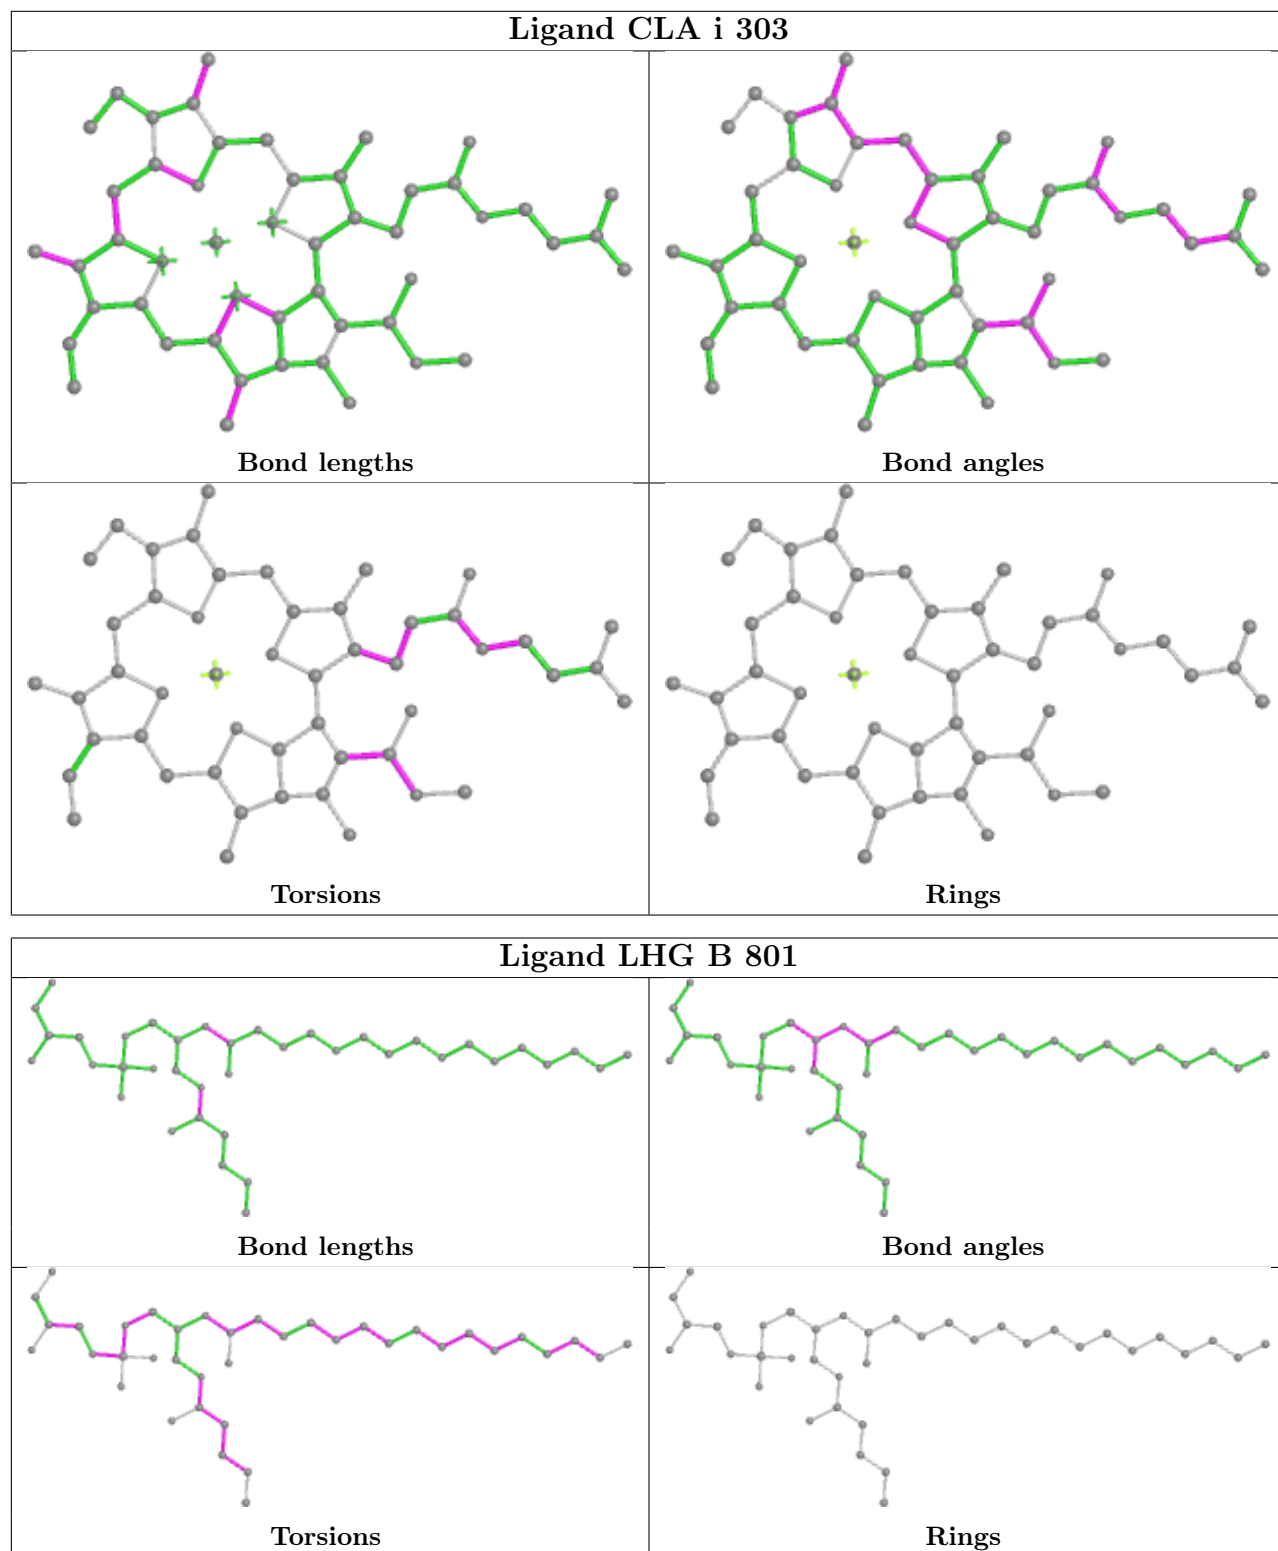 Ligand CLA i 303
Bond lengths
Bond angles
Torsions
Rings
Ligand LHG B 801
Bond lengths
Bond angles
Torsions
Rings